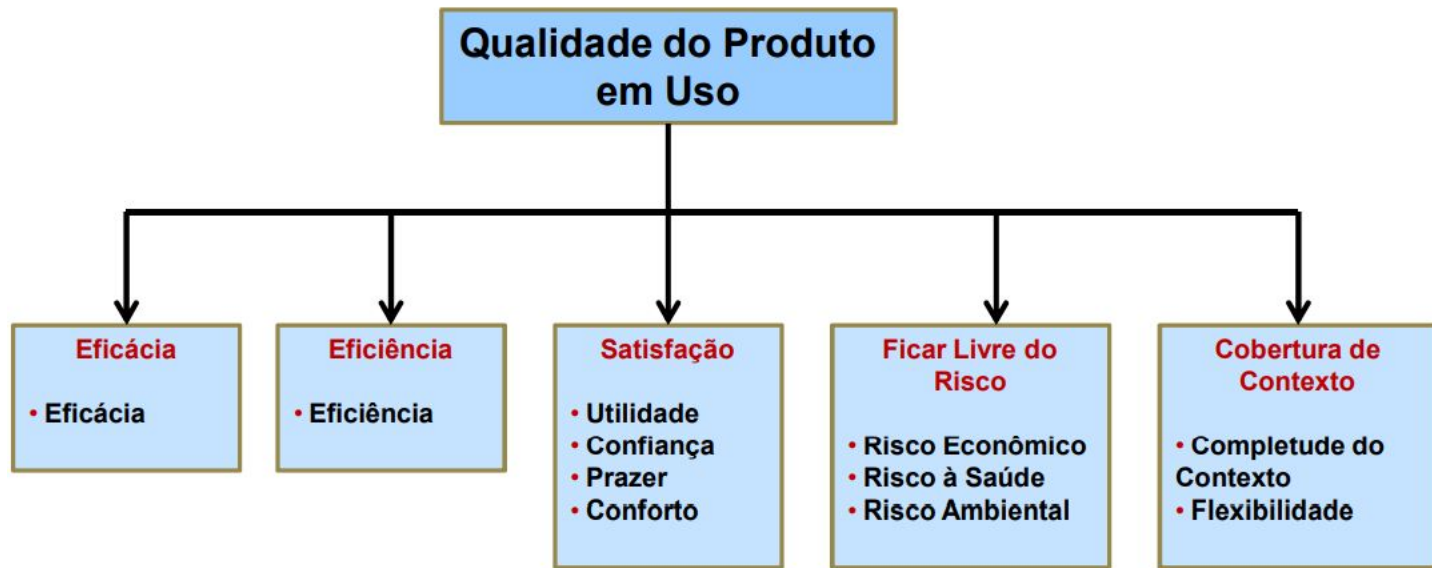 Qualidade do Produto
em Uso
Eficácia
• Eficácia
Eficiência
• Eficiência
Satisfação
• Utilidade
• Confiança
• Prazer
• Conforto
Ficar Livre do
Risco
• Risco Econômico
• Risco à Saúde
• Risco Ambiental
Cobertura de
Contexto
• Completude do
Contexto
• Flexibilidade